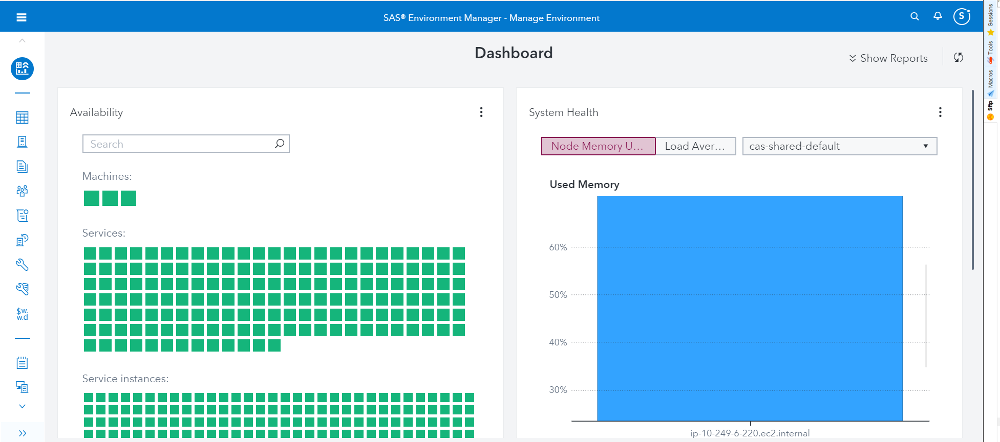 SAS® Environment Manager - Manage Environment
S
Sessions
Tools
Macros
Sftp
Dashboard
Show Reports
Availability
Search
Machines:
Services:
Service instances:
System Health
Node Memory U...
Load Aver...
cas-shared-default
Used Memory
60%
50%
40%
30%
ip-10-249-6-220.ec2.internal
$w.
w.d